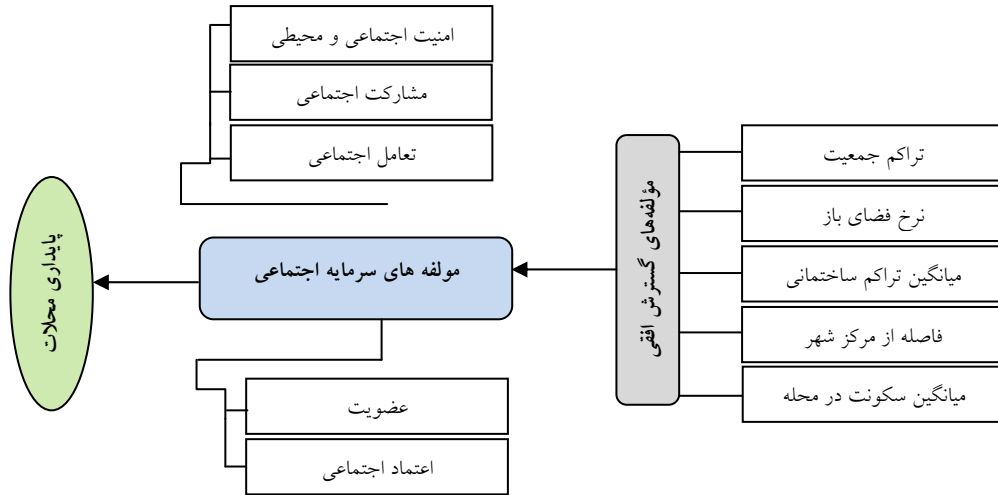 امنیت اجتماعی و محیطی
مشارکت اجتماعی
تعامل اجتماعی
تراکم جمعیت
نرخ فضای باز
میانگین تراکم ساختمانی
فاصله از مرکز شهر
میانگین سکونت در محله
مؤلفه‌های گسترش افقی
مولفه های سرمایه اجتماعی
پایداری محلات
عضویت
اعتماد اجتماعی